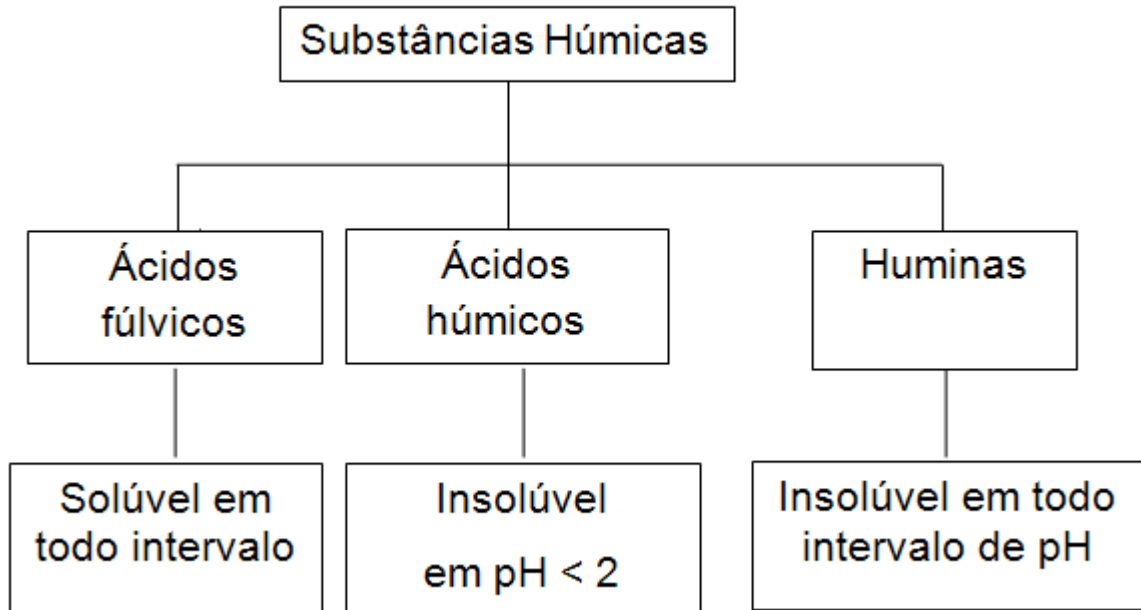 Substâncias Húmicas
Ácidos
fúlvicos
Ácidos
húmicos
Huminas
Solúvel em
todo intervalo
Insolúvel
em pH < 2
Insolúvel em todo
intervalo de pH